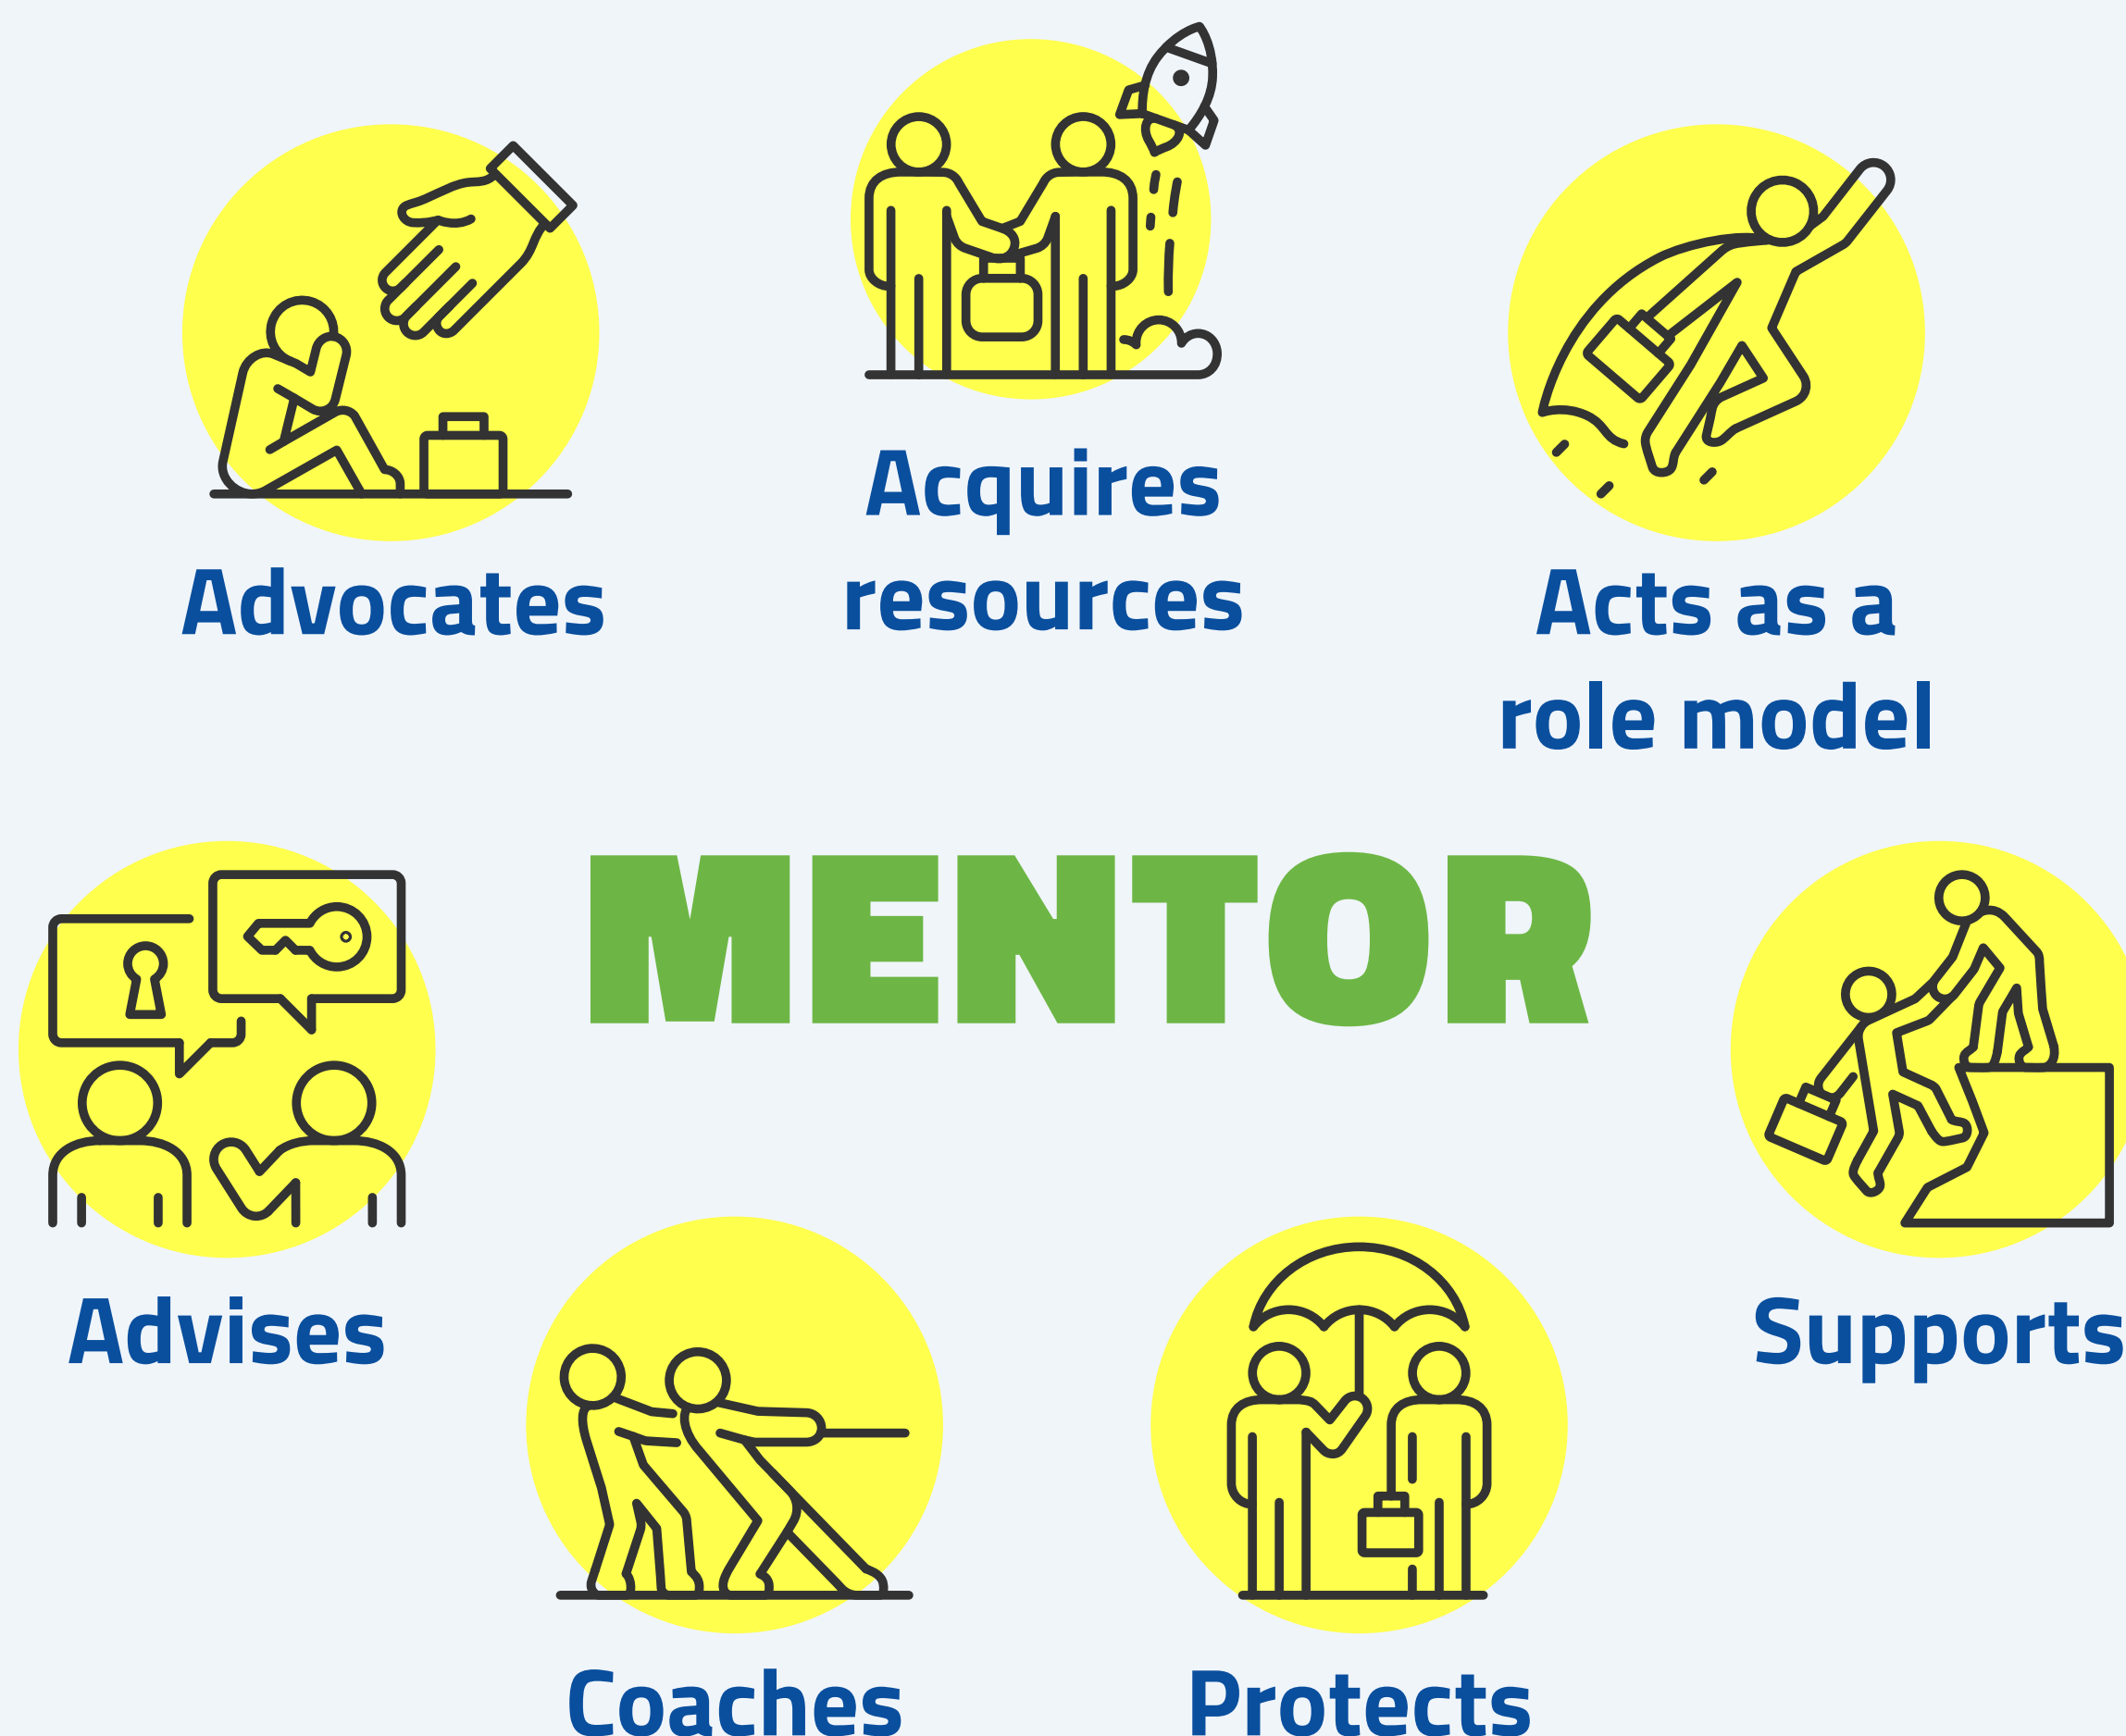 Advocates
Acquires
resources
Acts as a
role model
MENTOR
Advises
Supports
Coaches
Protects